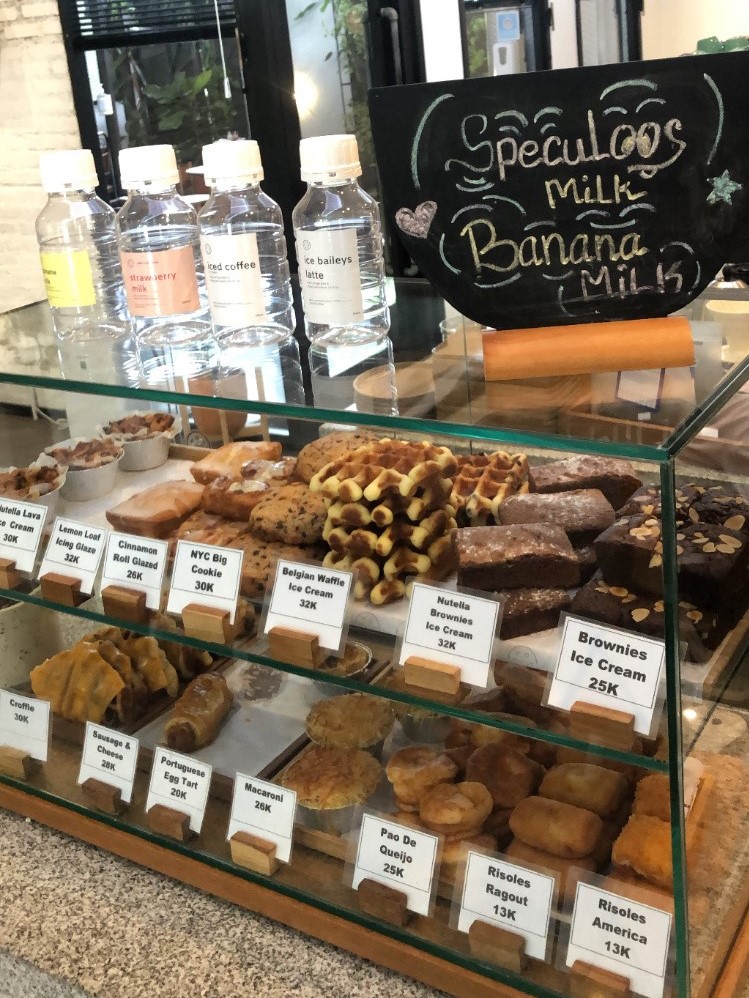 Speculoos
Milk
Banana
Milk
strawberry
milk
iced coffee
ice baileys
latte
Nutella Lava
Ice Cream
30K
Lemon Loaf
Icing Glaze
32K
Cinnamon
Roll Glazed
26K
NYC Big
Cookie
30K
Belgian Waffle
Ice Cream
32K
Nutella
Brownies
Ice Cream
32K
Brownies
Ice Cream
25K
Croffle
30K
Sausage &
Cheese
28K
Portuguese
Egg Tart
20K
Macaroni
26K
Pao De
Queijo
25K
Risoles
Ragout
13K
Risoles
America
13K